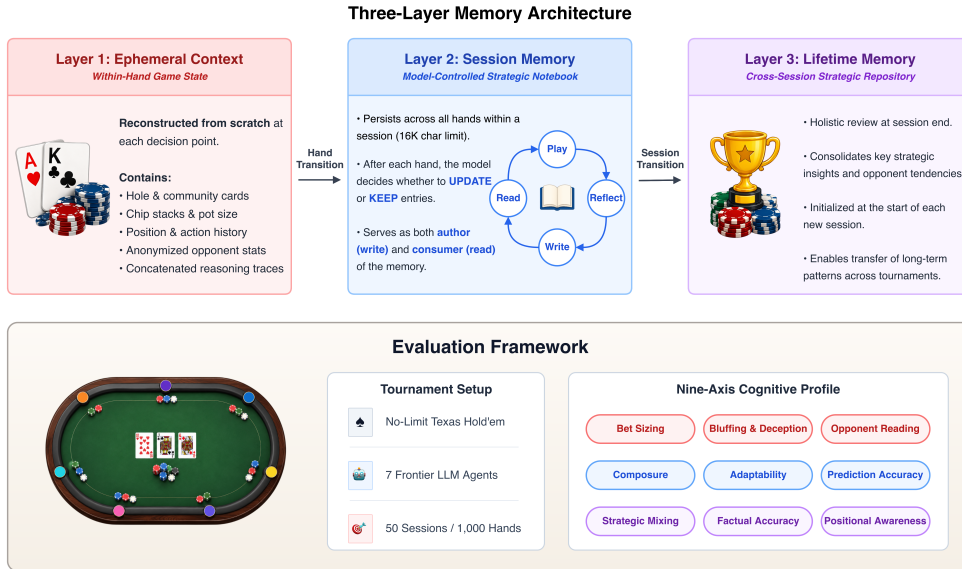 Three-Layer Memory Architecture
Layer 1: Ephemeral Context
Within-Hand Game State
Reconstructed from scratch at
each decision point.
Contains:
• Hole & community cards
• Chip stacks & pot size
• Position & action history
• Anonymized opponent stats
• Concatenated reasoning traces
A
K
Hand
Transition
Layer 2: Session Memory
Model-Controlled Strategic Notebook
• Persists across all hands within a
session (16K char limit).
• After each hand, the model
decides whether to UPDATE
or KEEP entries.
• Serves as both author
(write) and consumer (read)
of the memory.
Play
Reflect
Write
Read
Session
Transition
Layer 3: Lifetime Memory
Cross-Session Strategic Repository
• Holistic review at session end.
• Consolidates key strategic
insights and opponent tendencies
• Initialized at the start of each
new session.
• Enables transfer of long-term
patterns across tournaments.
Evaluation Framework
Tournament Setup
No-Limit Texas Hold'em
7 Frontier LLM Agents
50 Sessions / 1,000 Hands
Nine-Axis Cognitive Profile
Bet Sizing
Bluffing & Deception
Opponent Reading
Composure
Adaptability
Prediction Accuracy
Strategic Mixing
Factual Accuracy
Positional Awareness